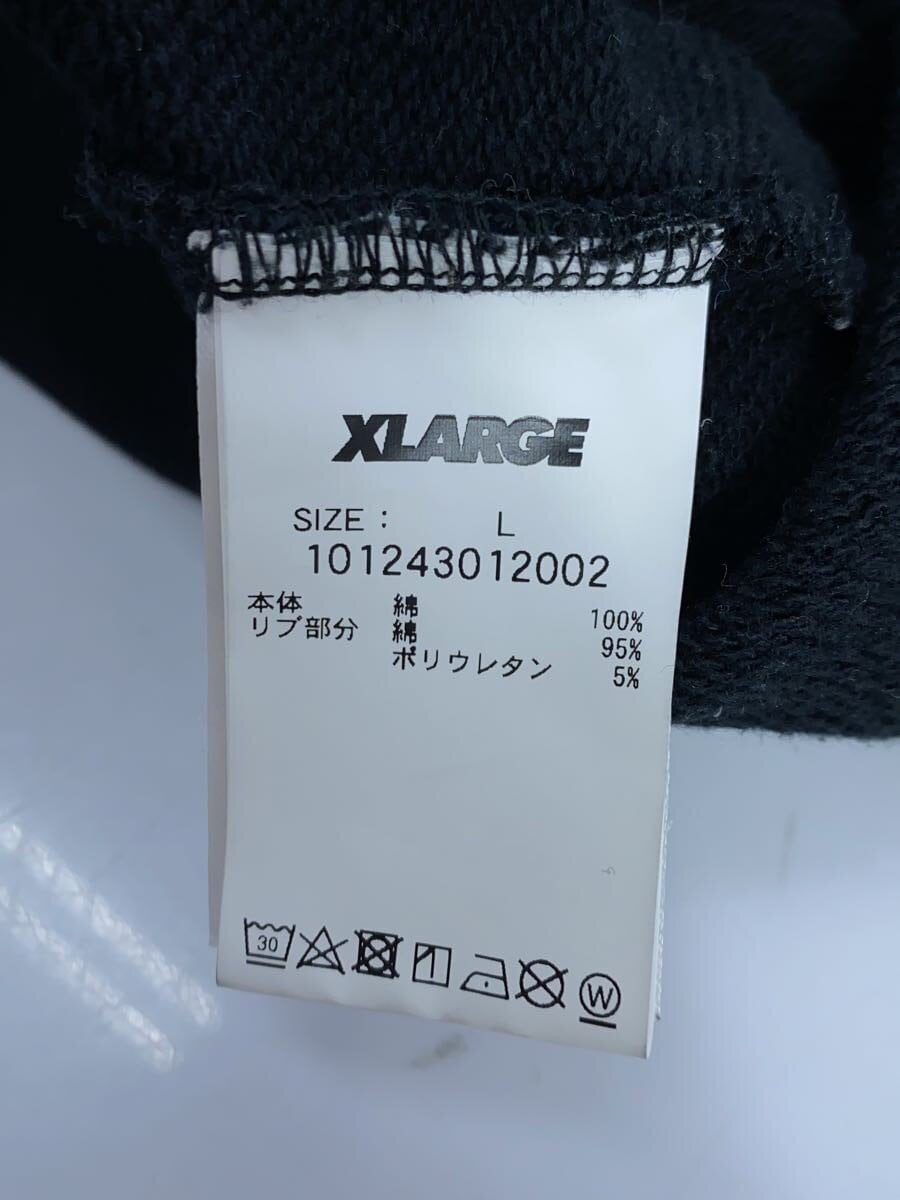 XLARGE
SIZE : L
101243012002
本体 綿 100%
リブ部分 綿 95%
ポリウレタン 5%
30
W